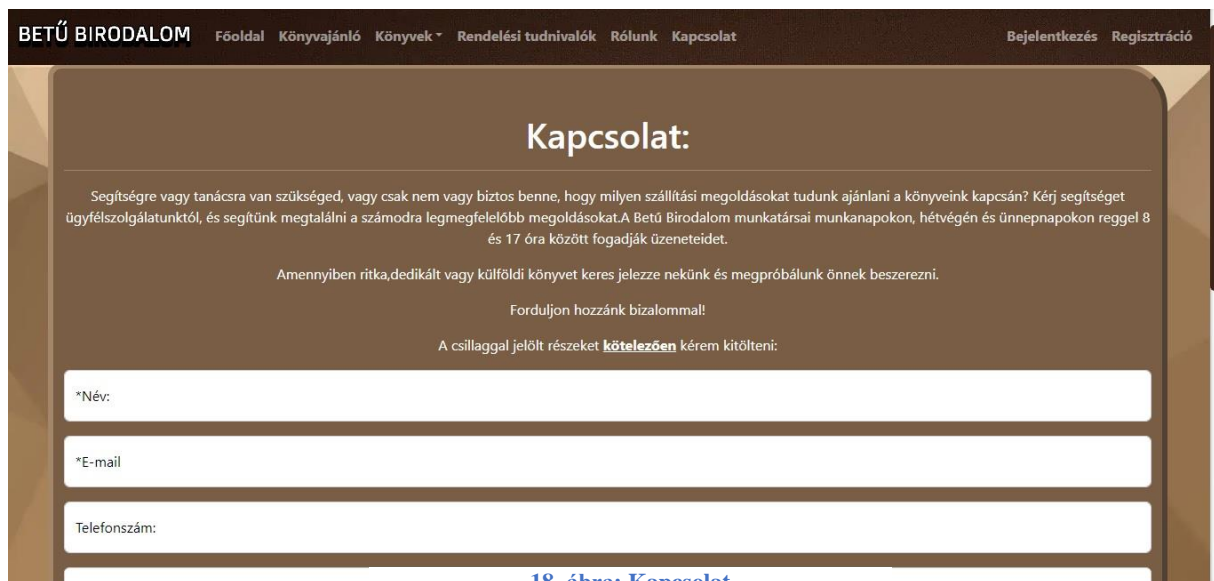 BETŰ BIRODALOM Főoldal Könyvajánló Könyvek Rendelési tudnivalók Rólunk Kapcsolat Bejelentkezés Regisztráció
Kapcsolat:
Segítségre vagy tanácsra van szükséged, vagy csak nem vagy biztos benne, hogy milyen szállítási megoldásokat tudunk ajánlani a könyveink kapcsán? Kérj segítséget
ügyfélszolgálatunktól, és segítünk megtalálni a számodra legmegfelelőbb megoldásokat.A Betű Birodalom munkatársai munkanapokon, hétvégén és ünnepnapokon reggel 8
és 17 óra között fogadják üzeneteidet.
Amennyiben ritka,dedikált vagy külföldi könyvet keres jelezze nekünk és megpróbálunk önnek beszerezni.
Forduljon hozzánk bizalommal!
A csillaggal jelölt részeket kötelezően kérem kitölteni:
*Név:
*E-mail
Telefonszám:
18. ábra: Kapcsolat